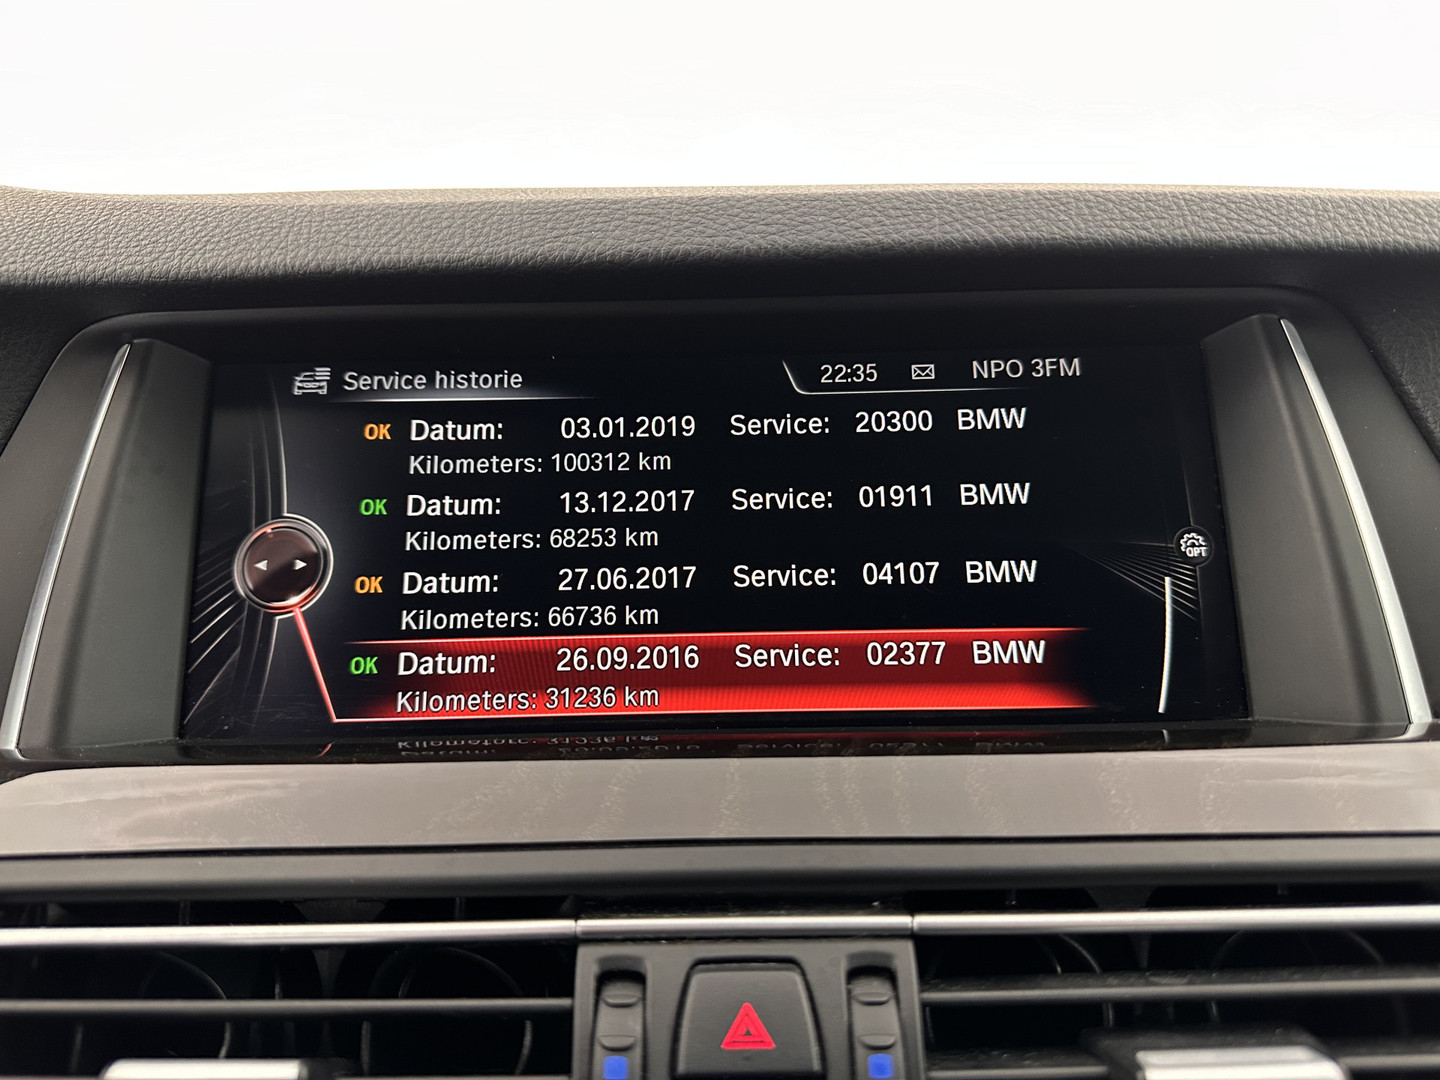 Service historie
22:35 NPO 3FM
OK Datum: 03.01.2019 Service: 20300 BMW
Kilometers: 100312 km
OK Datum: 13.12.2017 Service: 01911 BMW
Kilometers: 68253 km
OK Datum: 27.06.2017 Service: 04107 BMW
Kilometers: 66736 km
OK Datum: 26.09.2016 Service: 02377 BMW
Kilometers: 31236 km
OPT